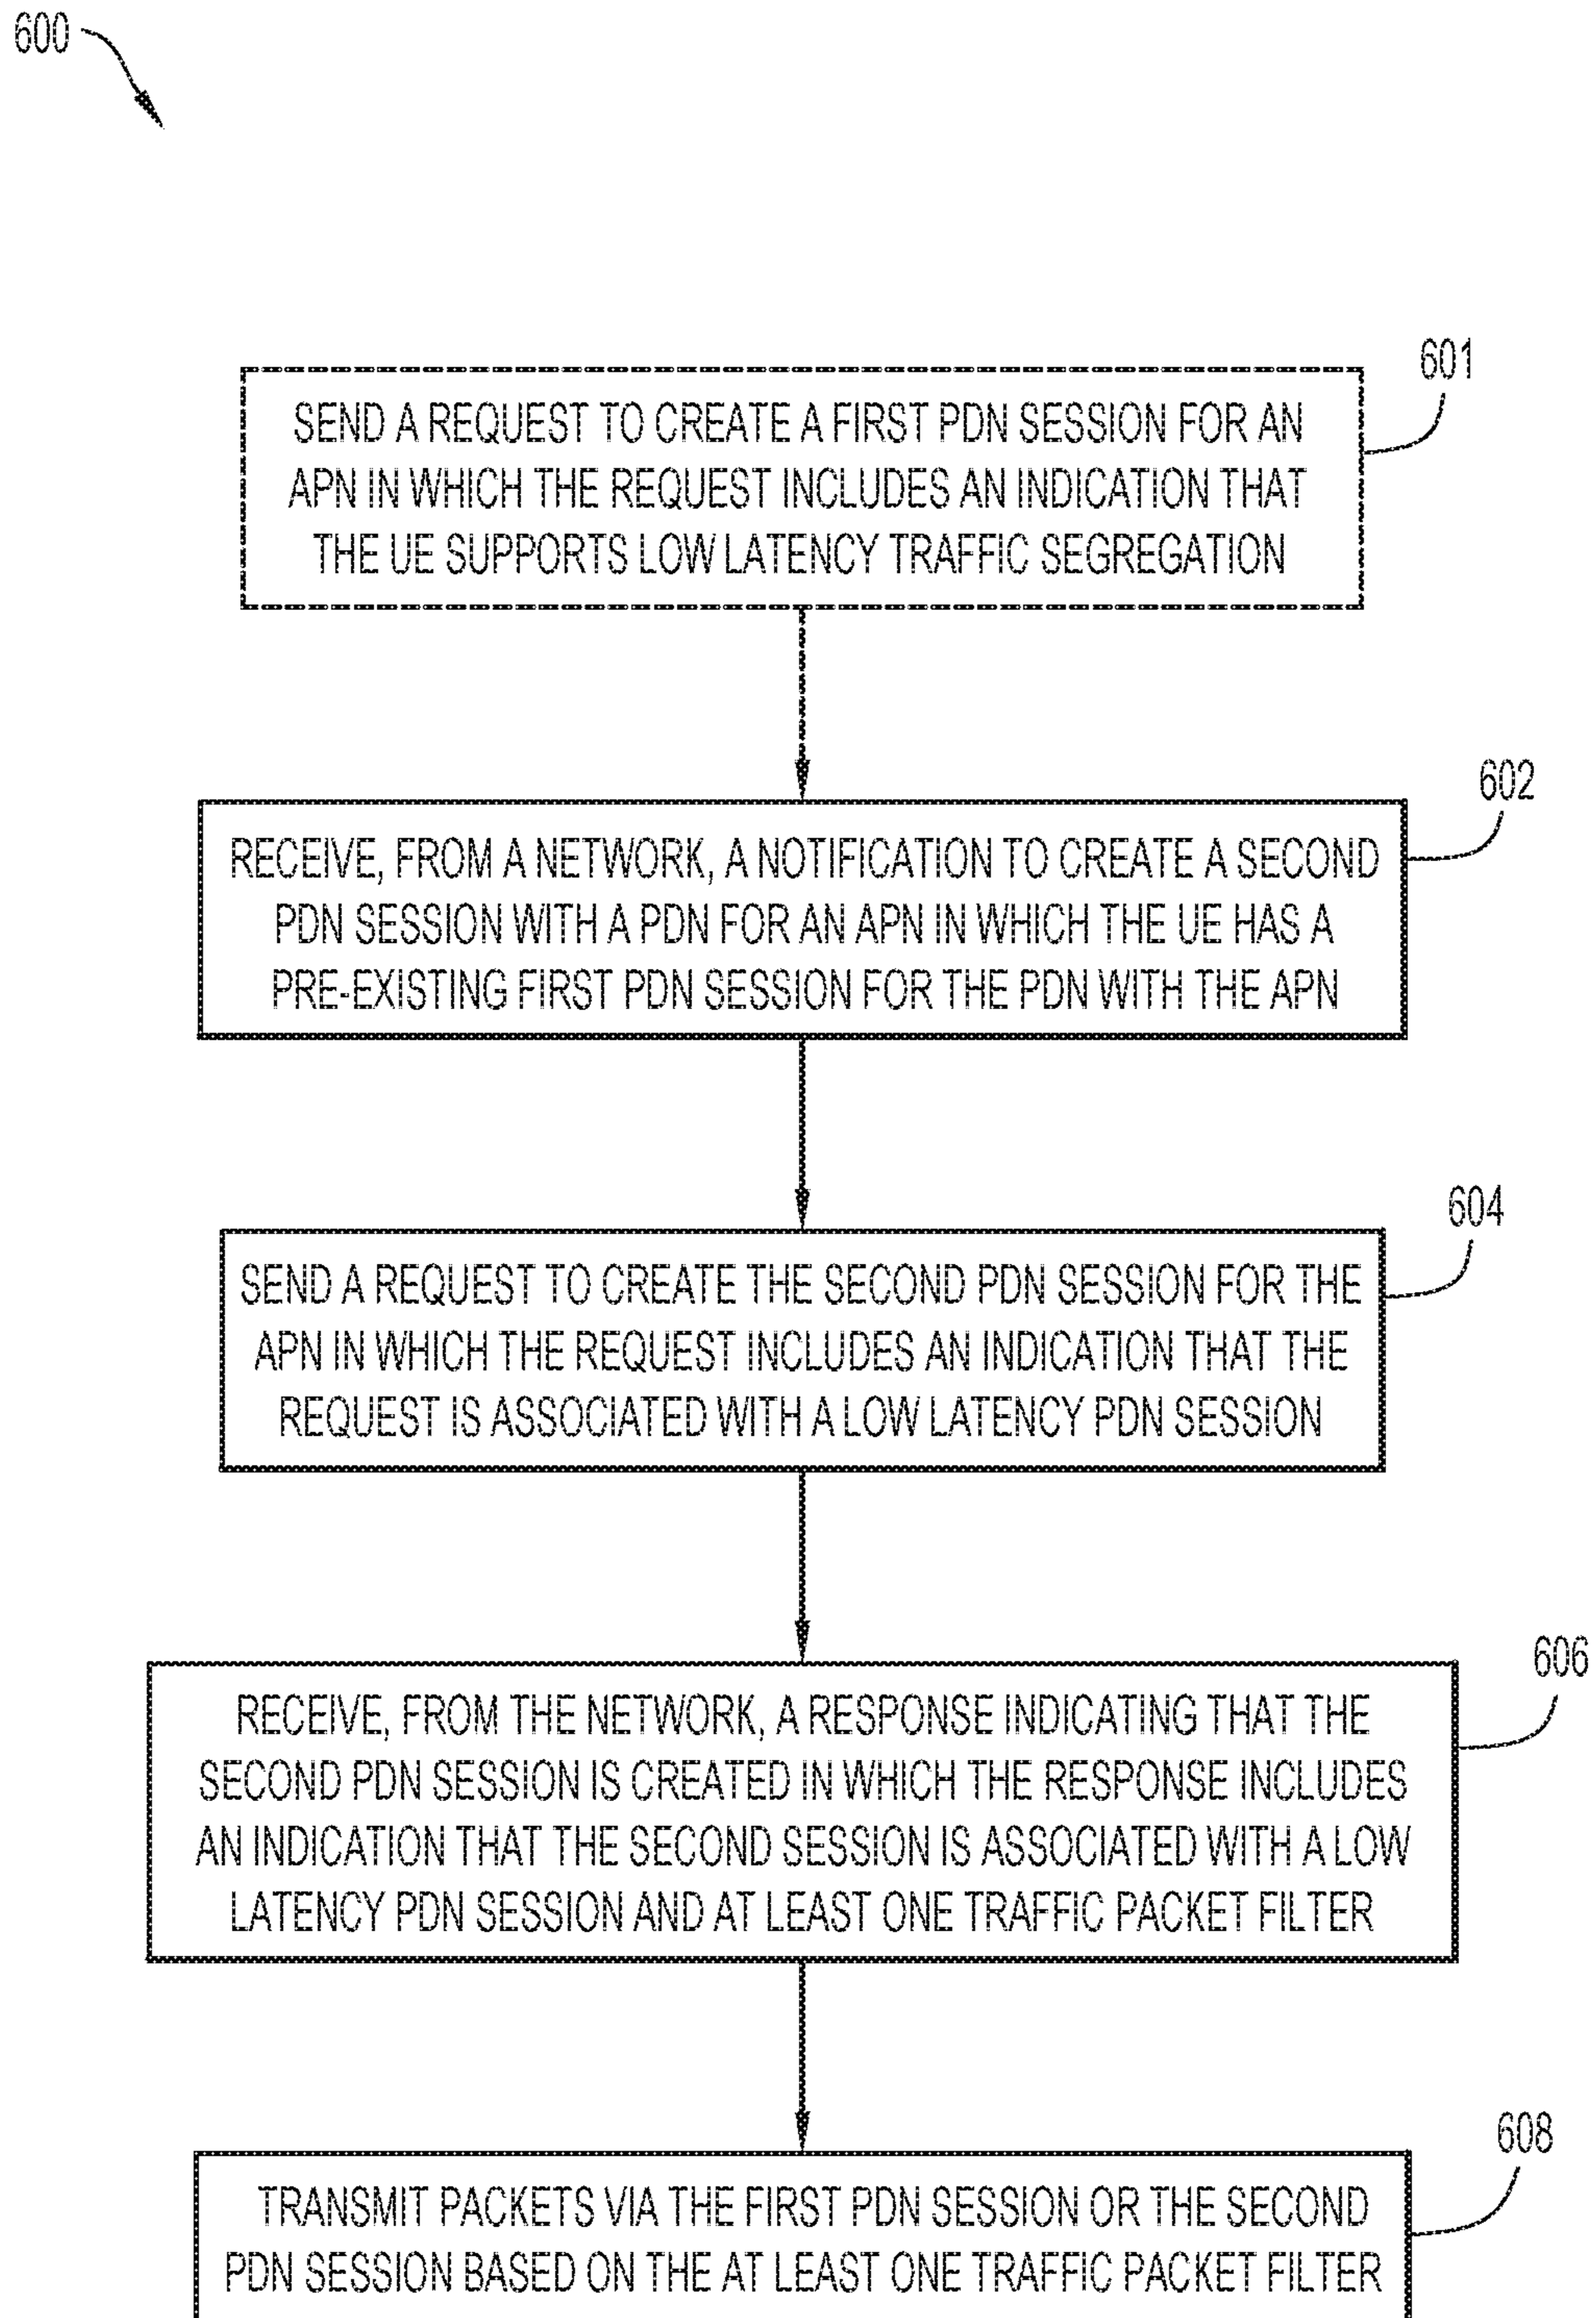 600
601
SEND A REQUEST TO CREATE A FIRST PDN SESSION FOR AN
APN IN WHICH THE REQUEST INCLUDES AN INDICATION THAT
THE UE SUPPORTS LOW LATENCY TRAFFIC SEGREGATION
602
RECEIVE, FROM A NETWORK, A NOTIFICATION TO CREATE A SECOND
PDN SESSION WITH A PDN FOR AN APN IN WHICH THE UE HAS A
PRE-EXISTING FIRST PDN SESSION FOR THE PDN WITH THE APN
604
SEND A REQUEST TO CREATE THE SECOND PDN SESSION FOR THE
APN IN WHICH THE REQUEST INCLUDES AN INDICATION THAT THE
REQUEST IS ASSOCIATED WITH A LOW LATENCY PDN SESSION
606
RECEIVE, FROM THE NETWORK, A RESPONSE INDICATING THAT THE
SECOND PDN SESSION IS CREATED IN WHICH THE RESPONSE INCLUDES
AN INDICATION THAT THE SECOND SESSION IS ASSOCIATED WITH A LOW
LATENCY PDN SESSION AND AT LEAST ONE TRAFFIC PACKET FILTER
608
TRANSMIT PACKETS VIA THE FIRST PDN SESSION OR THE SECOND
PDN SESSION BASED ON THE AT LEAST ONE TRAFFIC PACKET FILTER